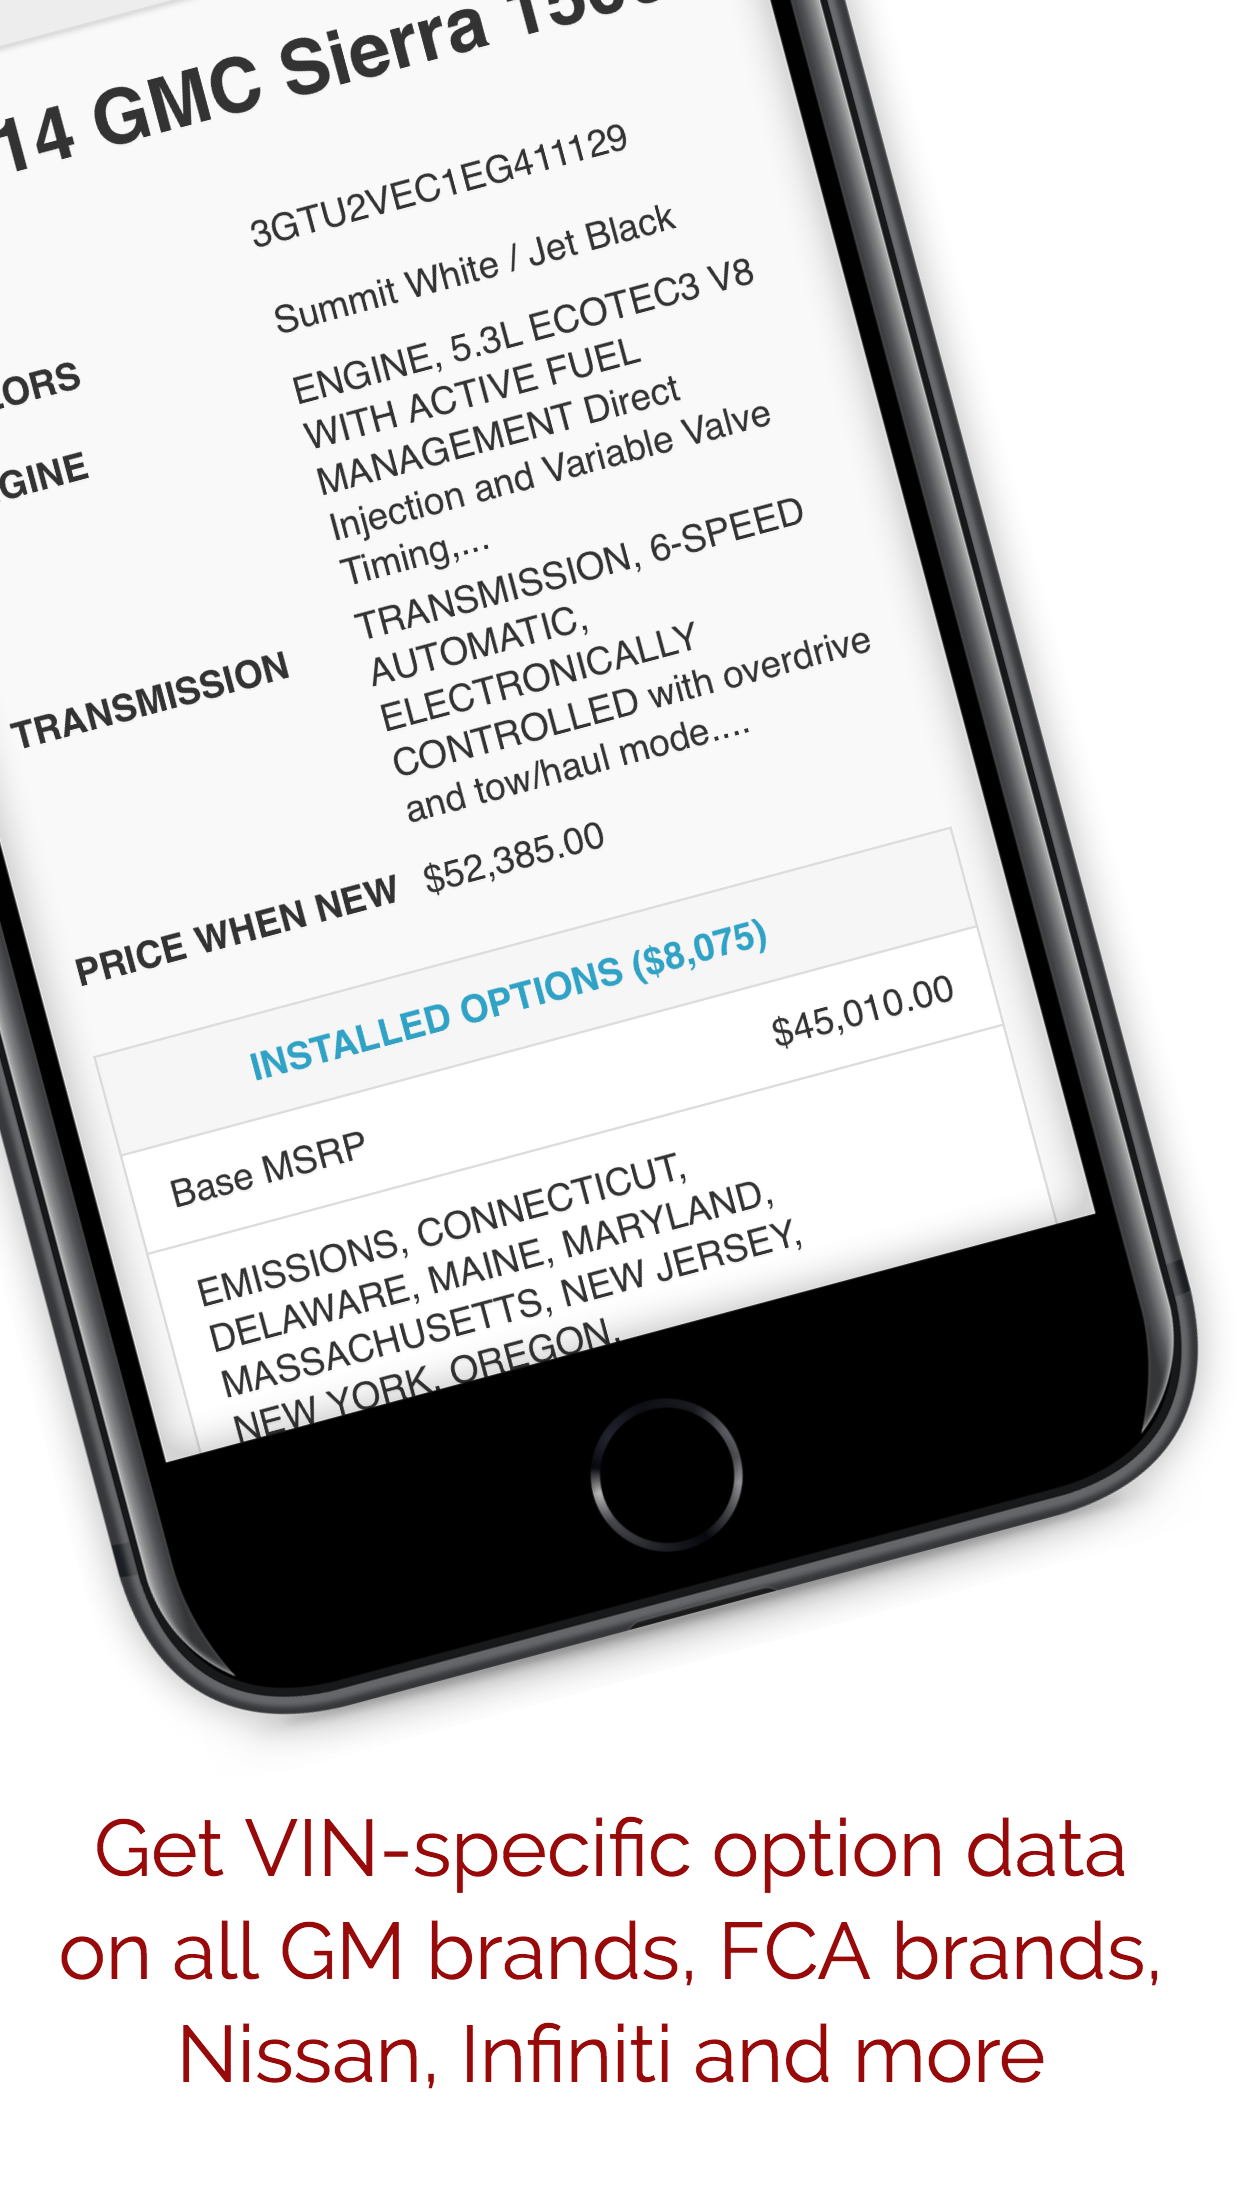 14 GMC Sierra 1500
3GTU2VEC1EG411129
LORS
Summit White / Jet Black
GINE
ENGINE, 5.3L ECOTEC3 V8
WITH ACTIVE FUEL
MANAGEMENT Direct
Injection and Variable Valve
Timing,...
TRANSMISSION
TRANSMISSION, 6-SPEED
AUTOMATIC,
ELECTRONICALLY
CONTROLLED with overdrive
and tow/haul mode....
PRICE WHEN NEW $52,385.00
INSTALLED OPTIONS ($8,075)
Base MSRP $45,010.00
EMISSIONS, CONNECTICUT,
DELAWARE, MAINE, MARYLAND,
MASSACHUSETTS, NEW JERSEY,
NEW YORK, OREGON,
Get VIN-specific option data
on all GM brands, FCA brands,
Nissan, Infiniti and more